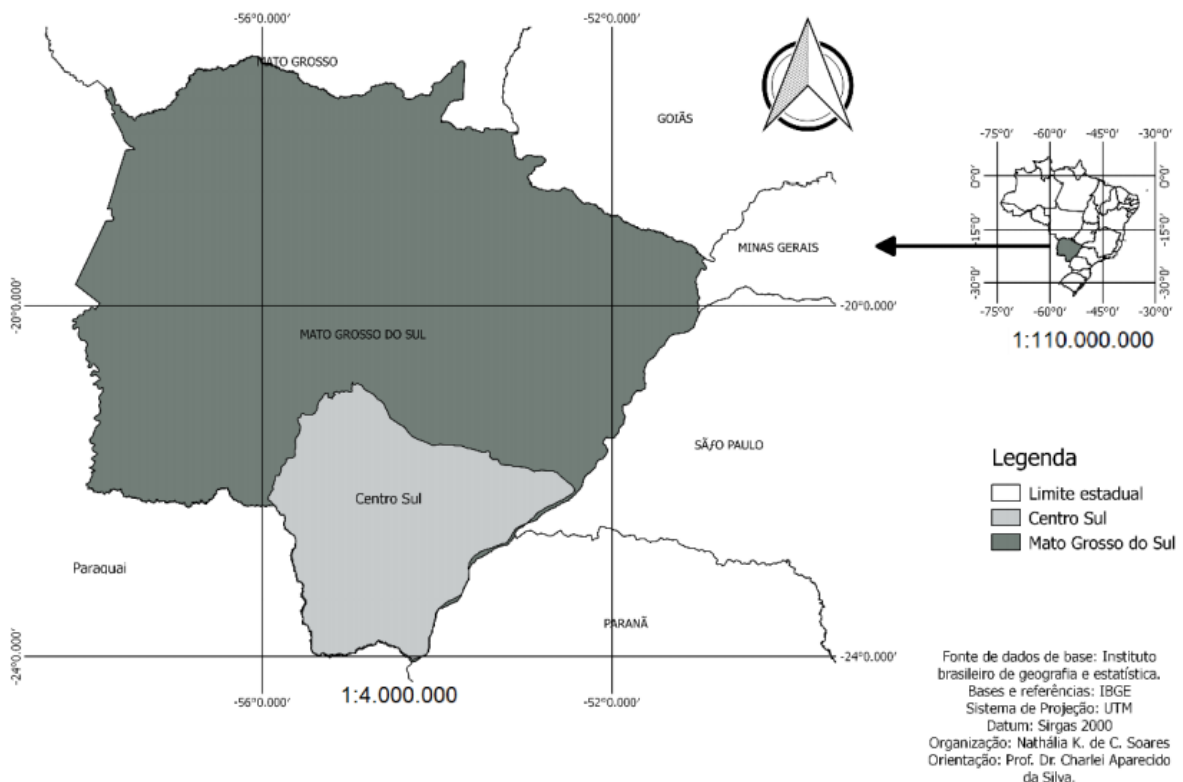 -56°0.000'
-52°0.000'
MATO GROSSO
GOIÃS
-75°0' -60°0' -45°0' -30°0'
0°0'
0°0'
MINAS GERAIS
-15°0'
-15°0'
-30°0'
-30°0'
-20°0.000'
-20°0.000'
-75°0' -60°0' -45°0' -30°0'
1:110.000.000
MATO GROSSO DO SUL
SÃƒO PAULO
Legenda
Limite estadual
Centro Sul
Mato Grosso do Sul
Centro Sul
Paraquai
PARANÃ
-24°0.000'
-24°0.000'
1:4.000.000
-56°0.000'
-52°0.000'
Fonte de dados de base: Instituto
brasileiro de geografia e estatística.
Bases e referências: IBGE
Sistema de Projeção: UTM
Datum: Sirgas 2000
Organização: Nathália K. de C. Soares
Orientação: Prof. Dr. Charlei Aparecido
da Silva.